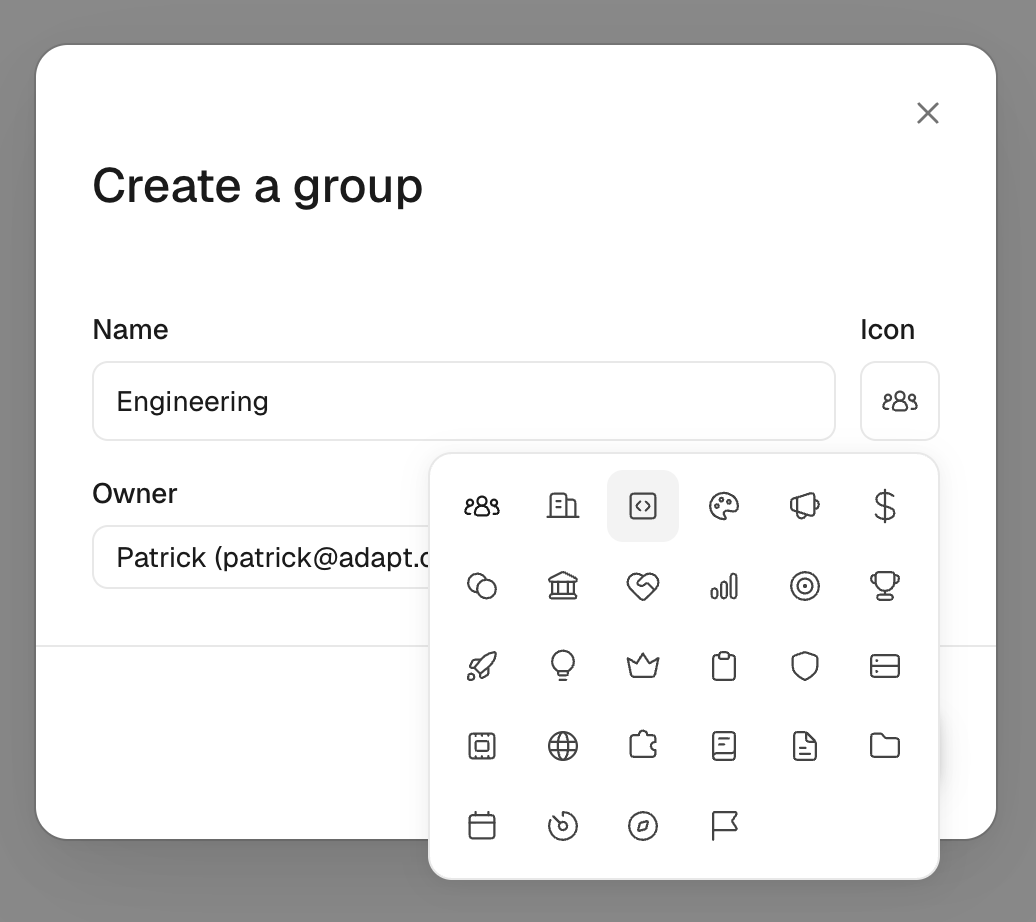 Create a group
Name
Icon
Engineering
Owner
Patrick (patrick@adapt.c